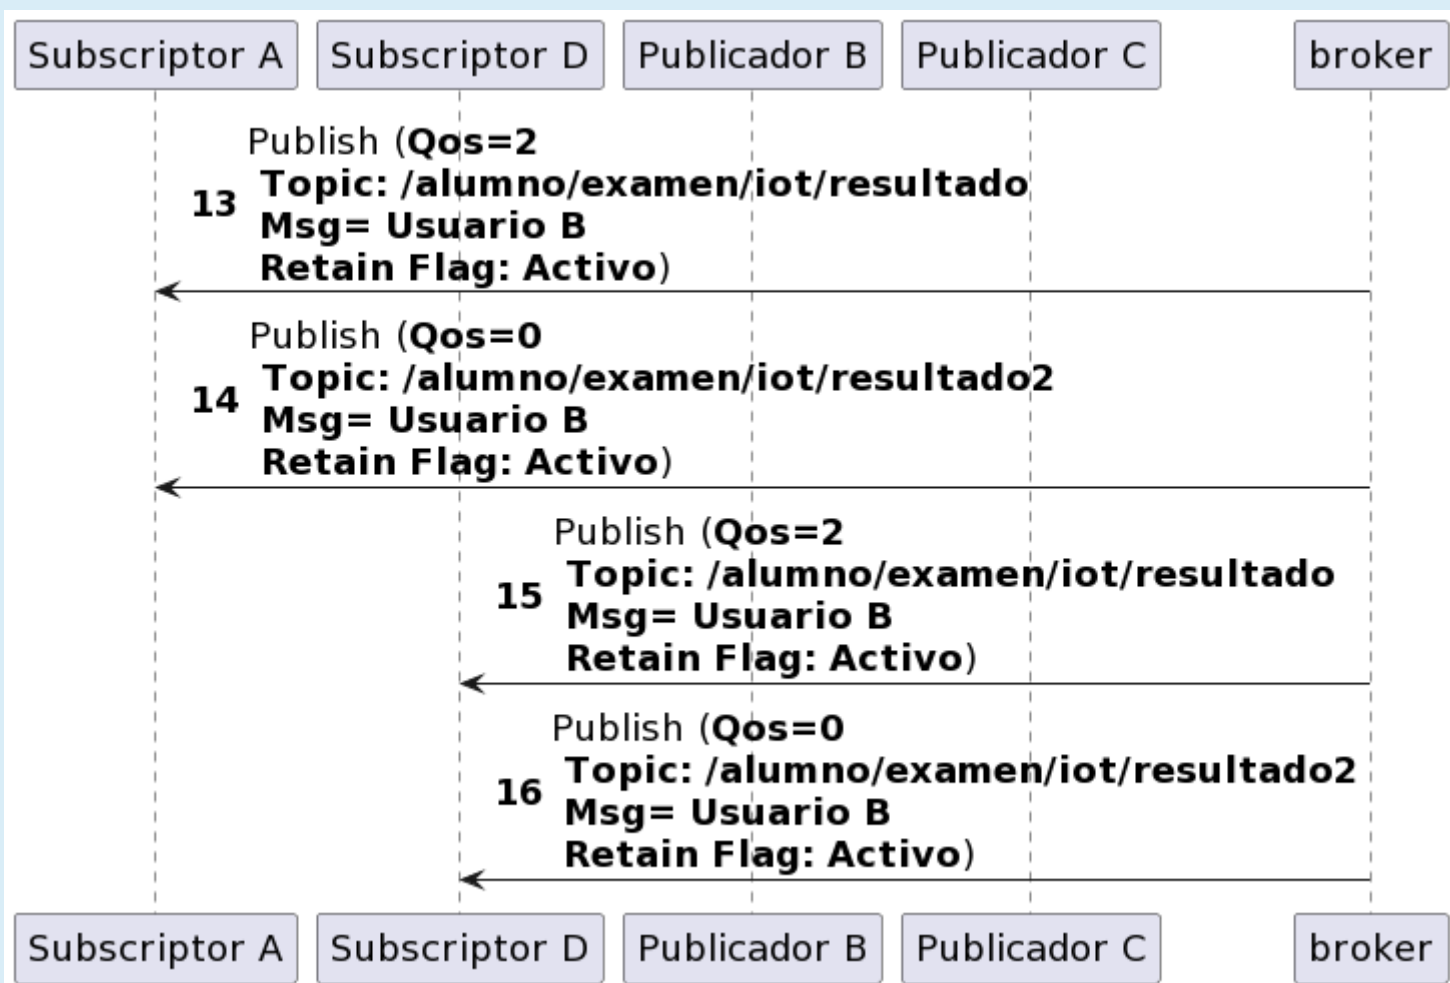 Subscriptor A
Subscriptor D
Publicador B
Publicador C
broker
Publish (Qos=2
13
Topic: /alumno/examen/iot/resultado
Msg= Usuario B
Retain Flag: Activo)
Publish (Qos=0
14
Topic: /alumno/examen/iot/resultado2
Msg= Usuario B
Retain Flag: Activo)
Publish (Qos=2
15
Topic: /alumno/examen/iot/resultado
Msg= Usuario B
Retain Flag: Activo)
Publish (Qos=0
16
Topic: /alumno/examen/iot/resultado2
Msg= Usuario B
Retain Flag: Activo)
Subscriptor A
Subscriptor D
Publicador B
Publicador C
broker